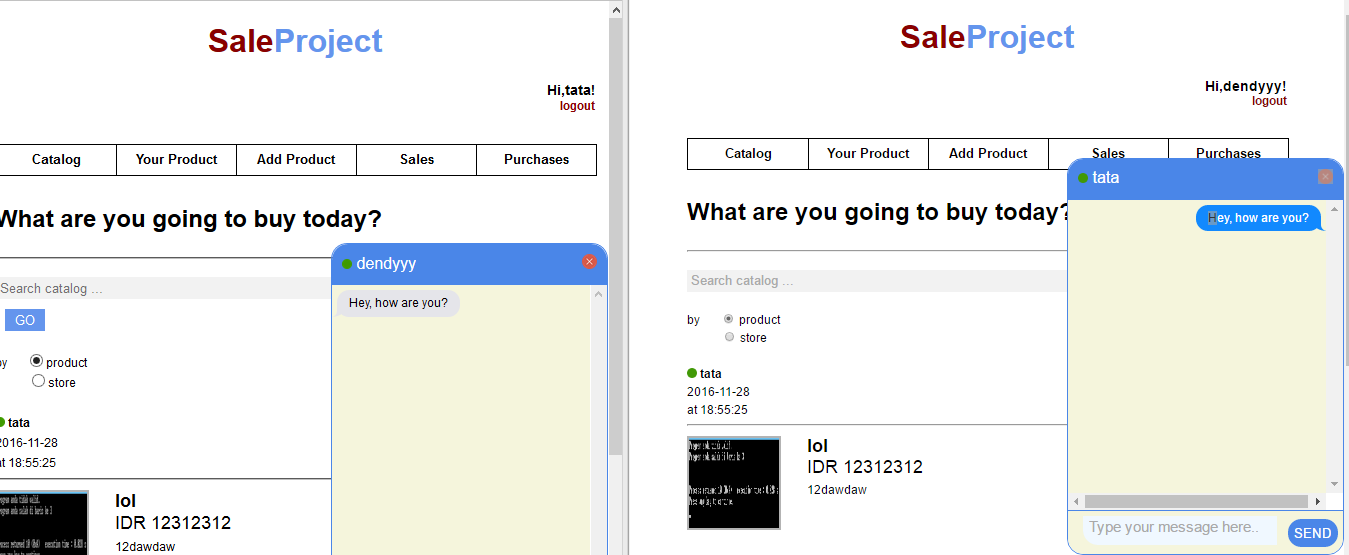 SaleProject
Hi,tata!
logout
Catalog Your Product Add Product Sales Purchases
What are you going to buy today?
dendyyy
Search catalog ...
Hey, how are you?
GO
by product
store
tata
2016-11-28
at 18:55:25
lol
IDR 12312312
12dawdaw
SaleProject
Hi,dendyyy!
logout
Catalog Your Product Add Product Sales Purchases
tata
What are you going to buy today?
Hey, how are you?
Search catalog ...
by product
store
tata
2016-11-28
at 18:55:25
lol
IDR 12312312
12dawdaw
Type your message here..
SEND